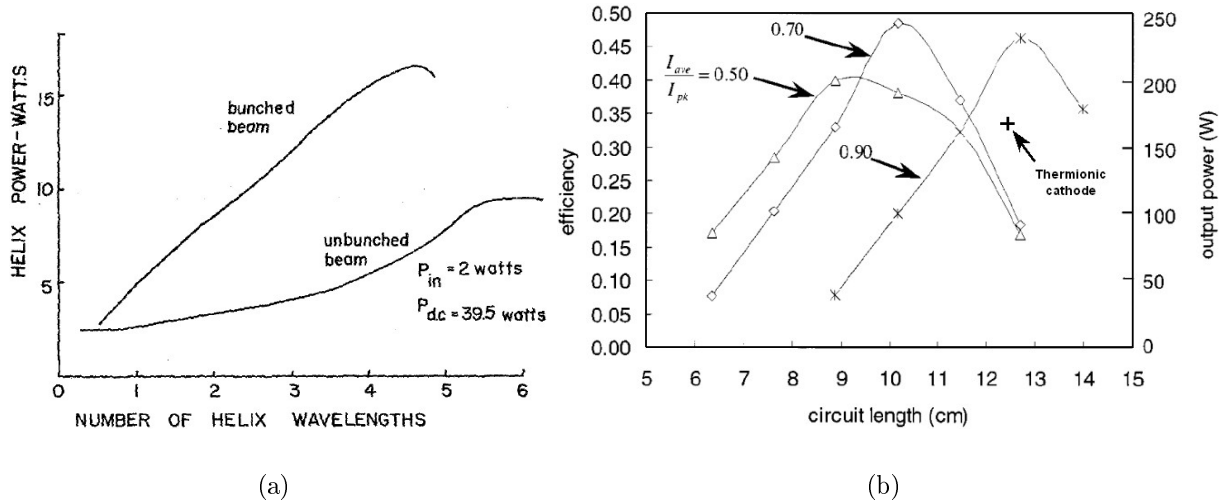 HELIX POWER-WATTS
15
10
5
0
1
2
3
4
5
6
NUMBER OF HELIX WAVELENGTHS
bunched
beam
unbunched
beam
Pin = 2 watts
Pd.c = 39.5 watts
(a)
efficiency
0.50
0.45
0.40
0.35
0.30
0.25
0.20
0.15
0.10
0.05
0.00
5
6
7
8
9
10
11
12
13
14
15
circuit length (cm)
250
200
150
100
50
0
output power (W)
0.70
Iave/Ipk = 0.50
0.90
Thermionic
cathode
(b)